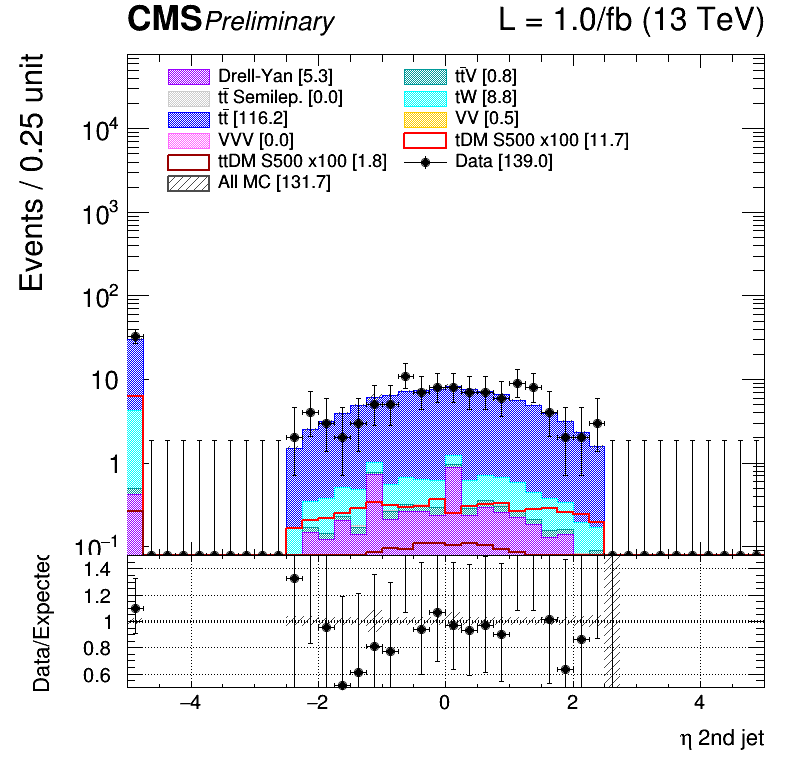 CMS Preliminary L = 1.0/fb (13 TeV)
Events / 0.25 unit
Drell-Yan [5.3] tt̄V [0.8]
tt̄ Semilep. [0.0] tW [8.8]
tt̄ [116.2] VV [0.5]
VVV [0.0] tDM S500 x100 [11.7]
ttDM S500 x100 [1.8] Data [139.0]
All MC [131.7]
10⁴
10³
10²
10
1
10⁻¹
Data/Expected
1.4
1.2
1
0.8
0.6
−4 −2 0 2 4
η 2nd jet